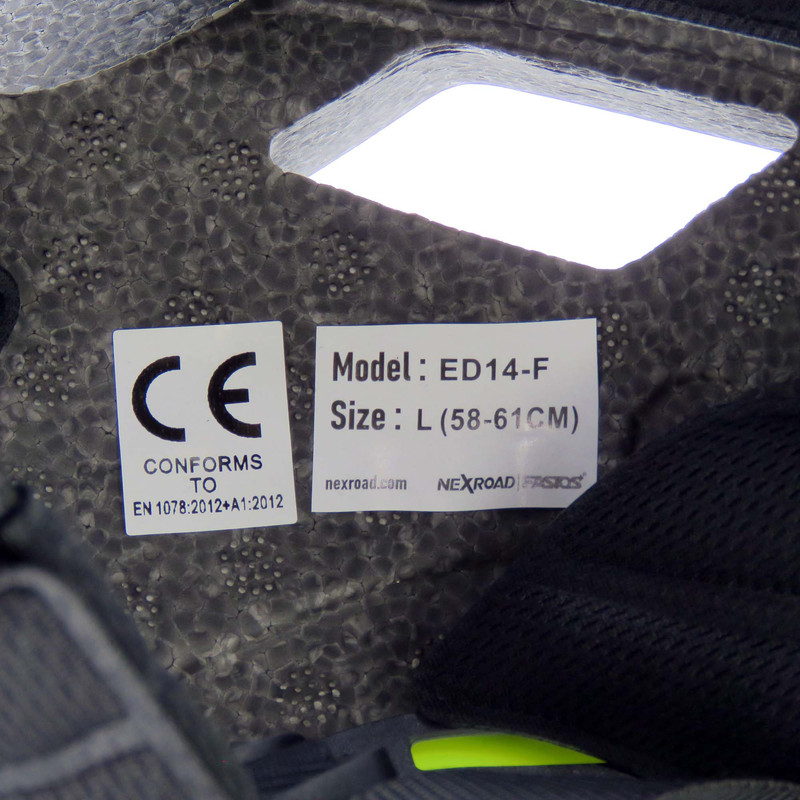 CE
CONFORMS
TO
EN 1078:2012+A1:2012
Model: ED14-F
Size: L (58-61CM)
nexroad.com NEXROAD FASTOS